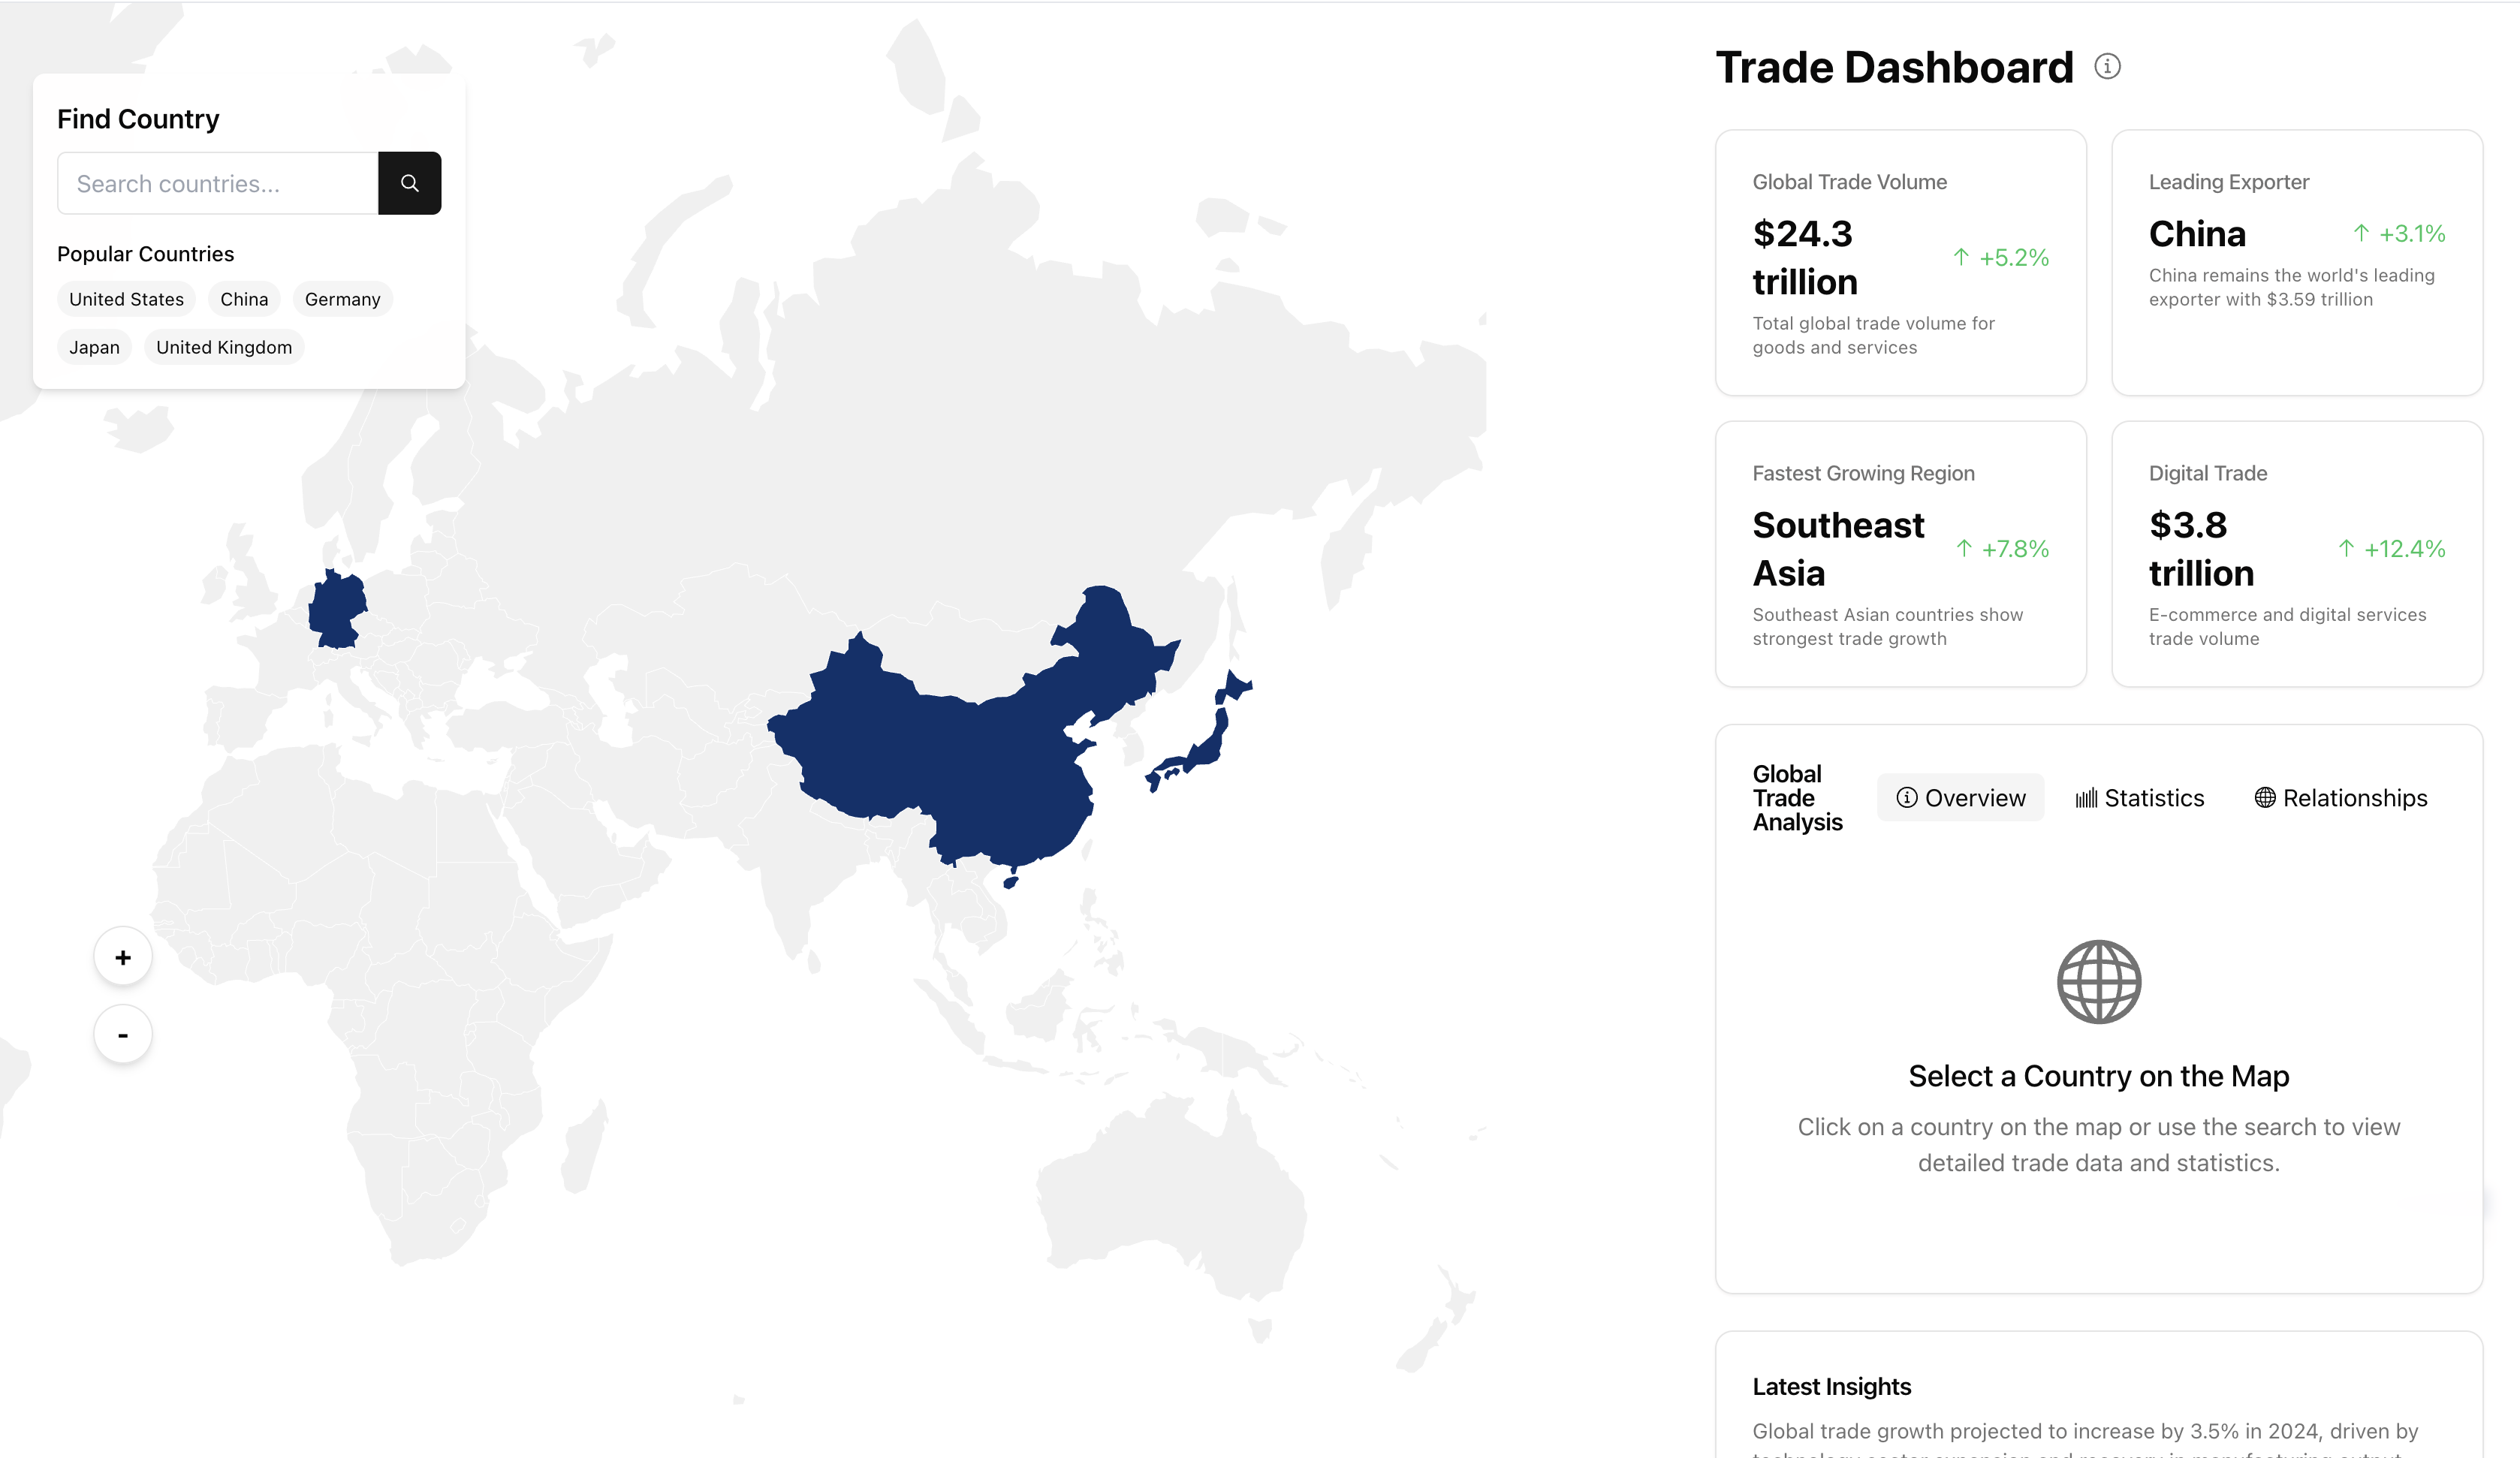 Find Country
Search countries...
Popular Countries
United States China Germany
Japan United Kingdom
+
-
Trade Dashboard
Global Trade Volume
$24.3
trillion
↑ +5.2%
Total global trade volume for
goods and services
Leading Exporter
China
↑ +3.1%
China remains the world's leading
exporter with $3.59 trillion
Fastest Growing Region
Southeast
Asia
↑ +7.8%
Southeast Asian countries show
strongest trade growth
Digital Trade
$3.8
trillion
↑ +12.4%
E-commerce and digital services
trade volume
Global
Trade
Analysis
Overview Statistics Relationships
Select a Country on the Map
Click on a country on the map or use the search to view
detailed trade data and statistics.
Latest Insights
Global trade growth projected to increase by 3.5% in 2024, driven by